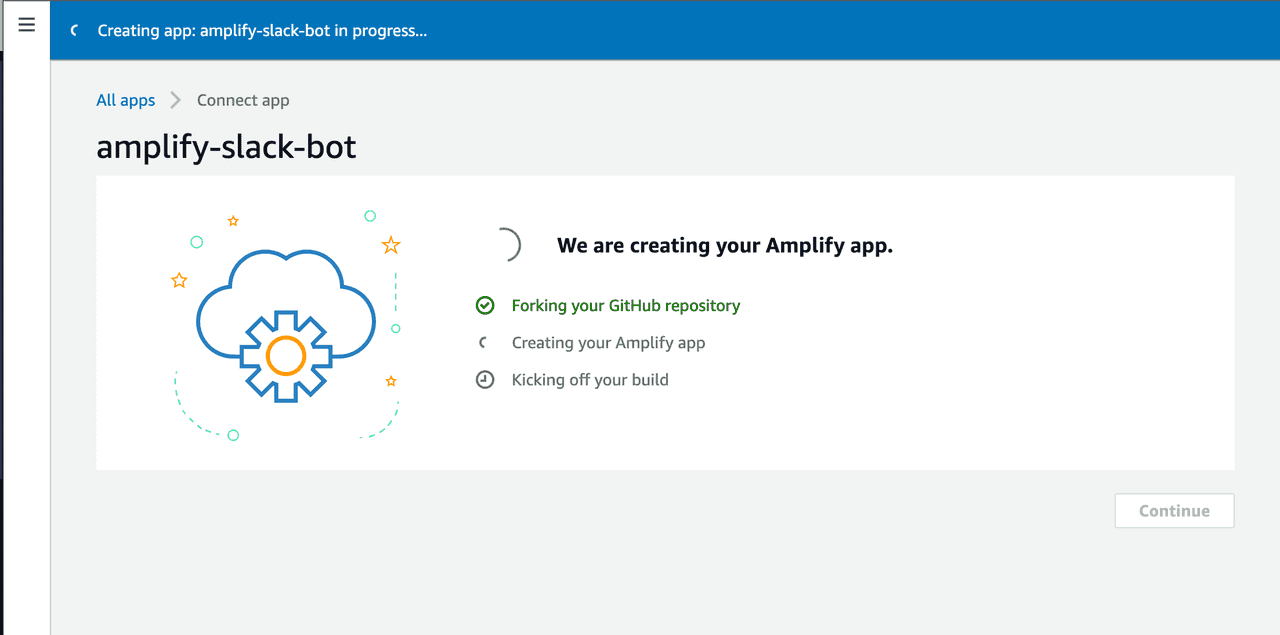 Creating app: amplify-slack-bot in progress...
All apps
Connect app
amplify-slack-bot
We are creating your Amplify app.
Forking your GitHub repository
Creating your Amplify app
Kicking off your build
Continue